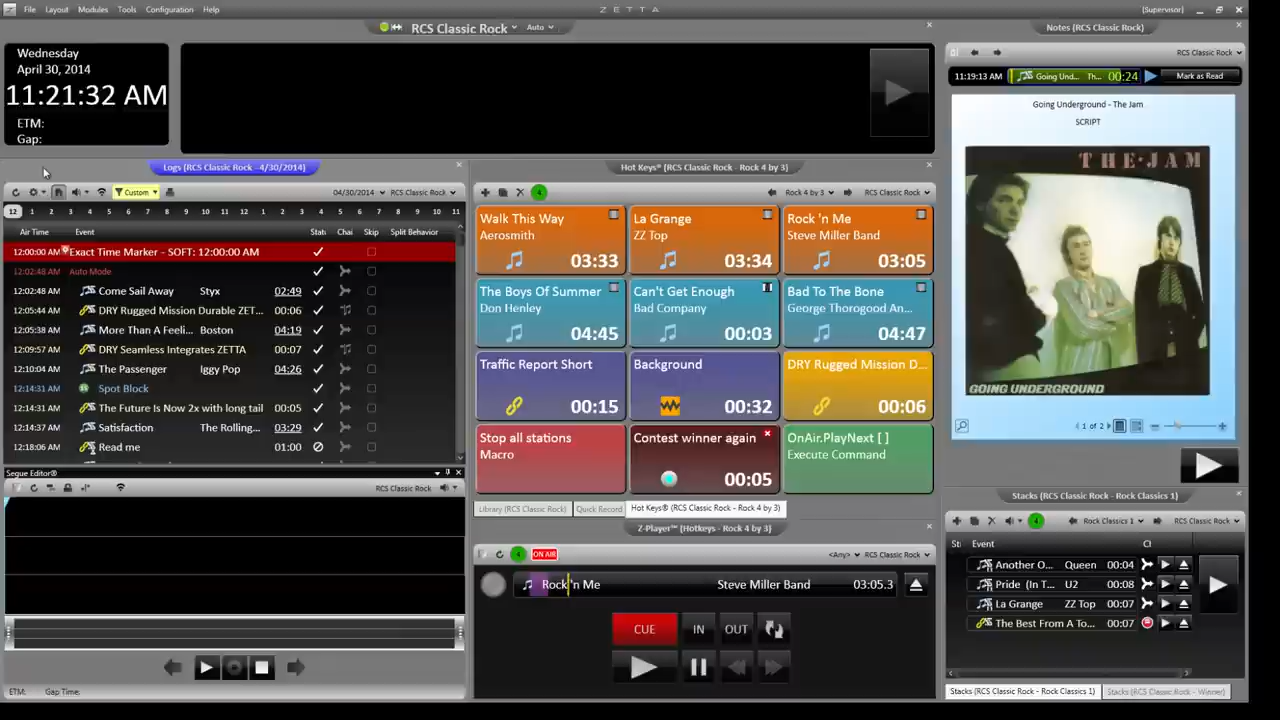 File Layout Modules Tools Configuration Help
ZETTA
[Supervisor]
RCS Classic Rock
Auto
Wednesday
April 30, 2014
11:21:32 AM
ETM:
Gap:
Logs (RCS Classic Rock - 4/30/2014)
Custom
04/30/2014
RCS Classic Rock
12 1 2 3 4 5 6 7 8 9 10 11 12 1 2 3 4 5 6 7 8 9 10 11
Air Time Event Stat Chai Skip Split Behavior
12:00:00 AM Exact Time Marker - SOFT: 12:00:00 AM
12:02:48 AM Auto Mode
12:02:48 AM Come Sail Away Styx 02:49
12:05:44 AM DRY Rugged Mission Durable ZET... 00:06
12:05:38 AM More Than A Feeli... Boston 04:19
12:09:57 AM DRY Seamless Integrates ZETTA 00:07
12:10:04 AM The Passenger Iggy Pop 04:26
12:14:31 AM Spot Block
12:14:31 AM The Future Is Now 2x with long tail 00:05
12:14:37 AM Satisfaction The Rolling... 03:29
12:18:06 AM Read me 01:00
Segue Editor®
RCS Classic Rock
ETM: Gap Time:
Hot Keys® (RCS Classic Rock - Rock 4 by 3)
4
Rock 4 by 3
RCS Classic Rock
Walk This Way
Aerosmith
03:33
La Grange
ZZ Top
03:34
Rock 'n Me
Steve Miller Band
03:05
The Boys Of Summer
Don Henley
04:45
Can't Get Enough
Bad Company
00:03
Bad To The Bone
George Thorogood An...
04:47
Traffic Report Short
00:15
Background
00:32
DRY Rugged Mission D...
00:06
Stop all stations
Macro
Contest winner again
00:05
OnAir.PlayNext [ ]
Execute Command
Library (RCS Classic Rock) Quick Record Hot Keys® (RCS Classic Rock - Rock 4 by 3)
Z-Player™ (Hotkeys - Rock 4 by 3)
4 ON AIR
<Any> RCS Classic Rock
Rock 'n Me Steve Miller Band 03:05.3
CUE IN OUT
Notes (RCS Classic Rock)
RCS Classic Rock
11:19:13 AM Going Und... Th... 00:24 Mark as Read
Going Underground - The Jam
SCRIPT
THE·JAM
GOING UNDERGROUND
1 of 2
Stacks (RCS Classic Rock - Rock Classics 1)
4
Rock Classics 1
RCS Classic Rock
Sti Event Cl
Another O... Queen 00:04
Pride (In T... U2 00:08
La Grange ZZ Top 00:07
The Best From A To... 00:07
Stacks (RCS Classic Rock - Rock Classics 1) Stacks (RCS Classic Rock - Winner)